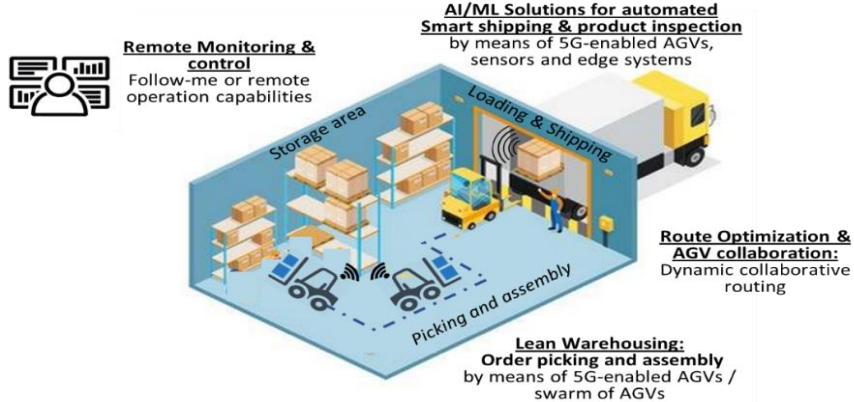 AI/ML Solutions for automated
Smart shipping & product inspection
by means of 5G-enabled AGVs,
sensors and edge systems
Remote Monitoring &
control
Follow-me or remote
operation capabilities
Storage area
Loading & Shipping
Picking and assembly
Route Optimization &
AGV collaboration:
Dynamic collaborative
routing
Lean Warehousing:
Order picking and assembly
by means of 5G-enabled AGVs /
swarm of AGVs